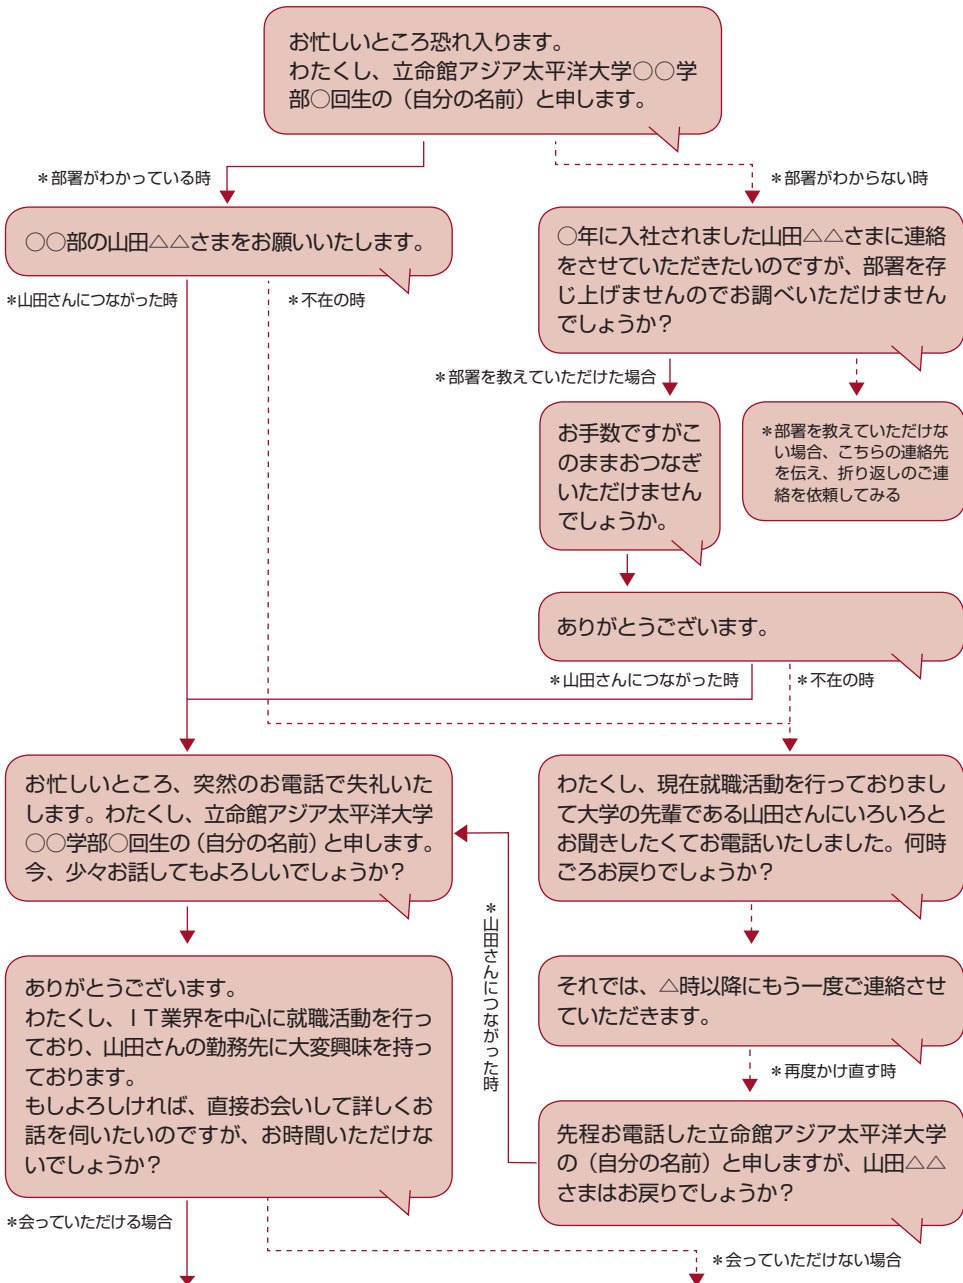 お忙しいところ恐れ入ります。
わたくし、立命館アジア太平洋大学○○学
部○回生の（自分の名前）と申します。
＊部署がわかっている時
＊部署がわからない時
○○部の山田△△さまをお願いいたします。
○年に入社されました山田△△さまに連絡
をさせていただきたいのですが、部署を存
じ上げませんのでお調べいただけません
でしょうか？
＊山田さんにつながった時
＊不在の時
＊部署を教えていただけた場合
お手数ですがこ
のままおつなぎ
いただけません
でしょうか。
＊部署を教えていただけな
い場合、こちらの連絡先
を伝え、折り返しのご連
絡を依頼してみる
ありがとうございます。
＊山田さんにつながった時
＊不在の時
お忙しいところ、突然のお電話で失礼いた
します。わたくし、立命館アジア太平洋大学
○○学部○回生の（自分の名前）と申します。
今、少々お話してもよろしいでしょうか？
わたくし、現在就職活動を行っておりまし
て大学の先輩である山田さんにいろいろと
お聞きしたくてお電話いたしました。何時
ごろお戻りでしょうか？
＊山田さんにつながった時
ありがとうございます。
わたくし、ＩＴ業界を中心に就職活動を行っ
ており、山田さんの勤務先に大変興味を持っ
ております。
もしよろしければ、直接お会いして詳しくお
話を伺いたいのですが、お時間いただけな
いでしょうか？
それでは、△時以降にもう一度ご連絡させ
ていただきます。
＊再度かけ直す時
先程お電話した立命館アジア太平洋大学
の（自分の名前）と申しますが、山田△△
さまはお戻りでしょうか？
＊会っていただける場合
＊会っていただけない場合